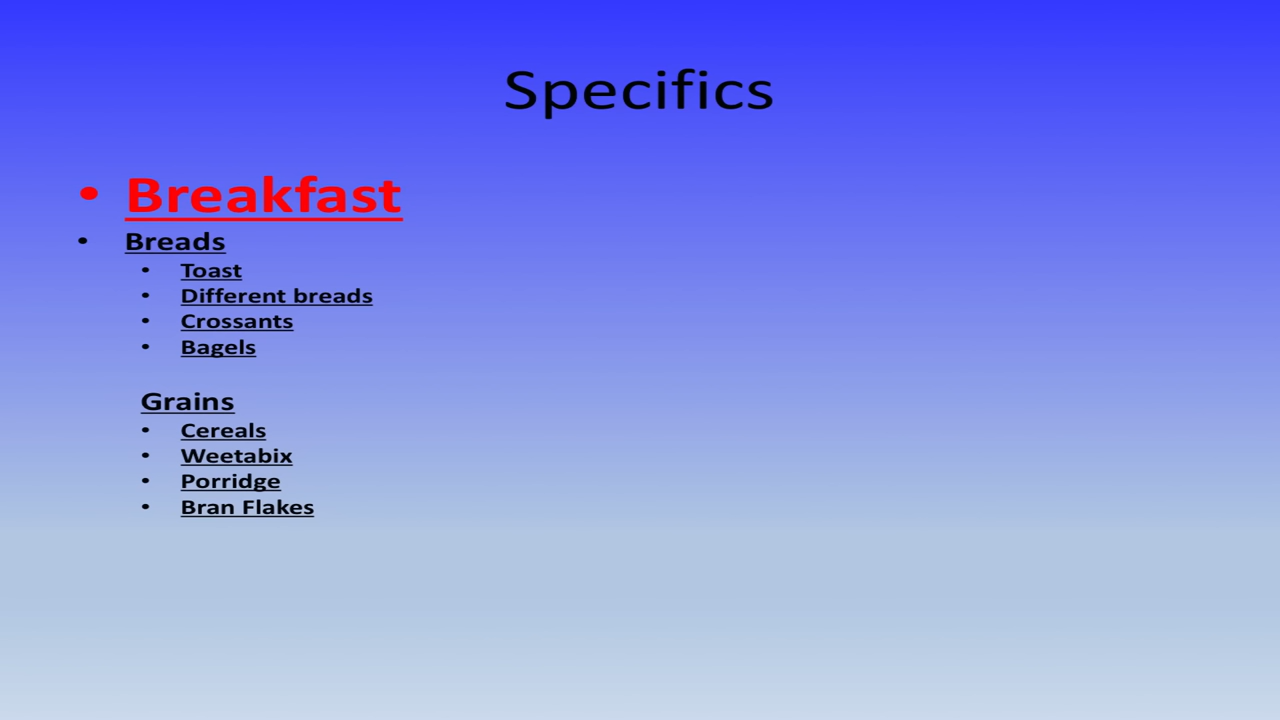 Specifics
• Breakfast
• Breads
• Toast
• Different breads
• Crossants
• Bagels
Grains
• Cereals
• Weetabix
• Porridge
• Bran Flakes